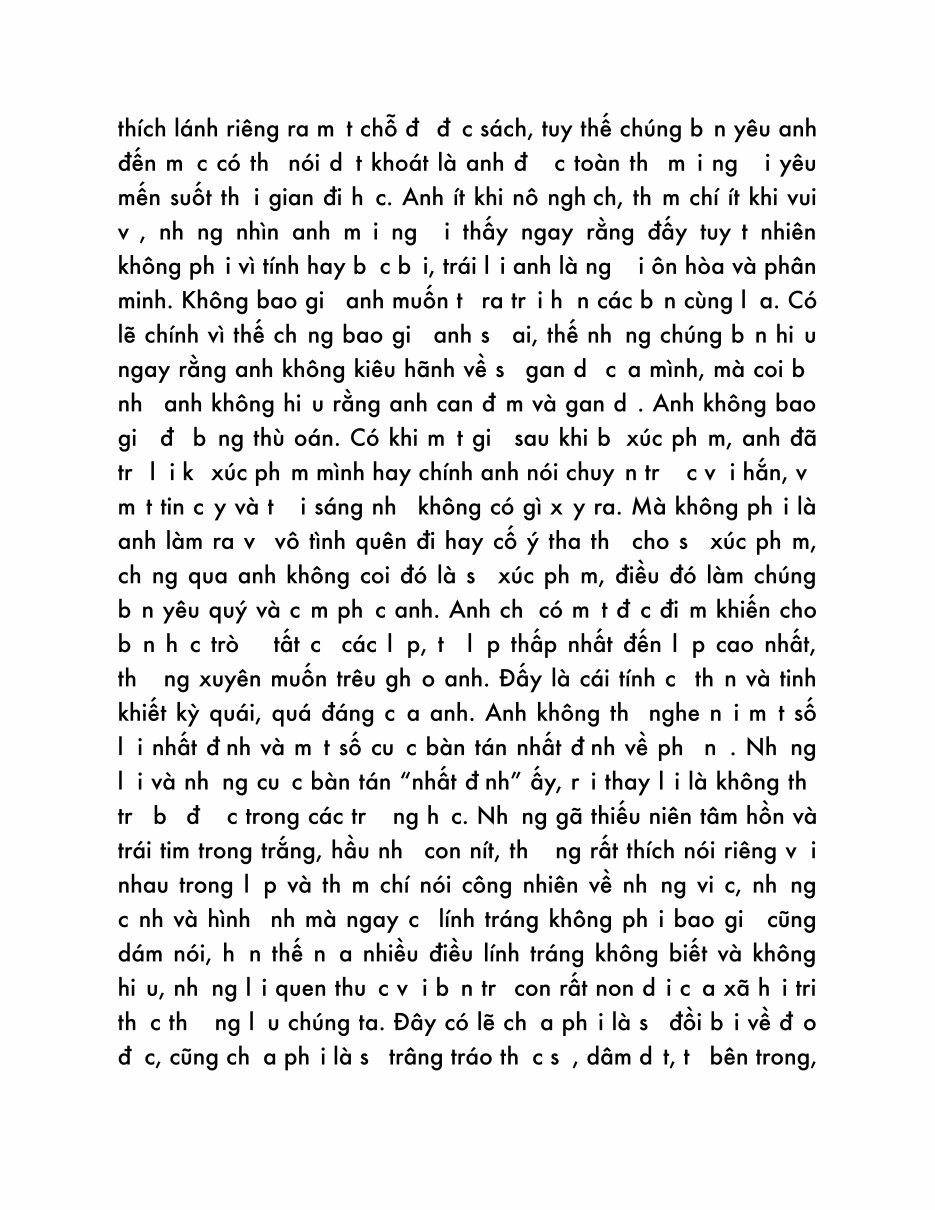 thích lánh riêng ra m t chỗ đ đ c sách, tuy thế chúng b n yêu anh
đến m c có th nói d t khoát là anh đ c toàn th m i ng i yêu
mến suốt th i gian đi h c. Anh ít khi nô ngh ch, th m chí ít khi vui
v , nh ng nhìn anh m i ng i thấy ngay rằng đấy tuy t nhiên
không ph i vì tính hay b c b i, trái l i anh là ng i ôn hòa và phân
minh. Không bao gi anh muốn t ra tr i h n các b n cùng l a. Có
lẽ chính vì thế ch ng bao gi anh s ai, thế nh ng chúng b n hi u
ngay rằng anh không kiêu hãnh về s gan d c a mình, mà coi b
nh anh không hi u rằng anh can đ m và gan d . Anh không bao
gi đ b ng thù oán. Có khi m t gi sau khi b xúc ph m, anh đã
tr l i k xúc ph m mình hay chính anh nói chuy n tr c v i hắn, v
m t tin c y và t i sáng nh không có gì x y ra. Mà không ph i là
anh làm ra v vô tình quên đi hay cố ý tha th cho s xúc ph m,
ch ng qua anh không coi đó là s xúc ph m, điều đó làm chúng
b n yêu quý và c m ph c anh. Anh ch có m t đ c đi m khiến cho
b n h c trò tất c các l p, t l p thấp nhất đến l p cao nhất,
th ng xuyên muốn trêu gh o anh. Đấy là cái tính c th n và tinh
khiết kỳ quái, quá đáng c a anh. Anh không th nghe n i m t số
l i nhất đ nh và m t số cu c bàn tán nhất đ nh về ph n . Nh ng
l i và nh ng cu c bàn tán “nhất đ nh” ấy, r i thay l i là không th
tr b đ c trong các tr ng h c. Nh ng gã thiếu niên tâm hồn và
trái tim trong trắng, hầu nh con nít, th ng rất thích nói riêng v i
nhau trong l p và th m chí nói công nhiên về nh ng vi c, nh ng
c nh và hình nh mà ngay c lính tráng không ph i bao gi cũng
dám nói, h n thế n a nhiều điều lính tráng không biết và không
hi u, nh ng l i quen thu c v i b n tr con rất non d i c a xã h i tri
th c th ng l u chúng ta. Đây có lẽ ch a ph i là s đồi b i về đ o
đ c, cũng ch a ph i là s trâng tráo th c s , dâm d t, t bên trong,